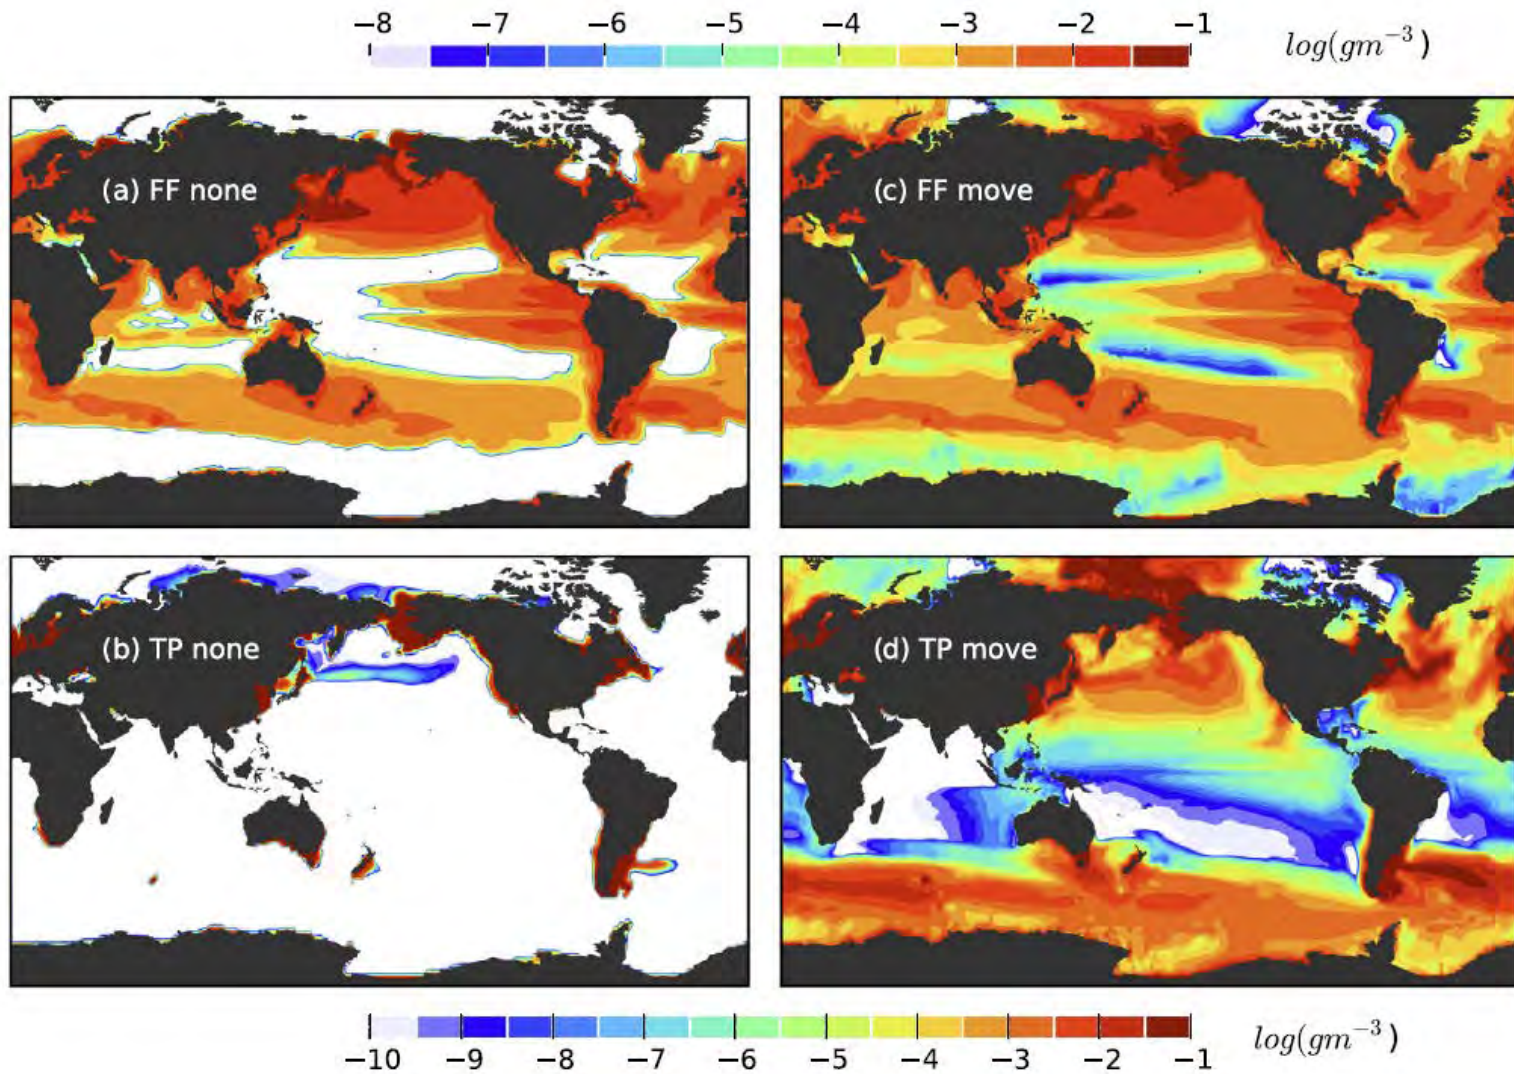 −8 −7 −6 −5 −4 −3 −2 −1
log(gm⁻³)
(a) FF none
(c) FF move
(b) TP none
(d) TP move
−10 −9 −8 −7 −6 −5 −4 −3 −2 −1
log(gm⁻³)